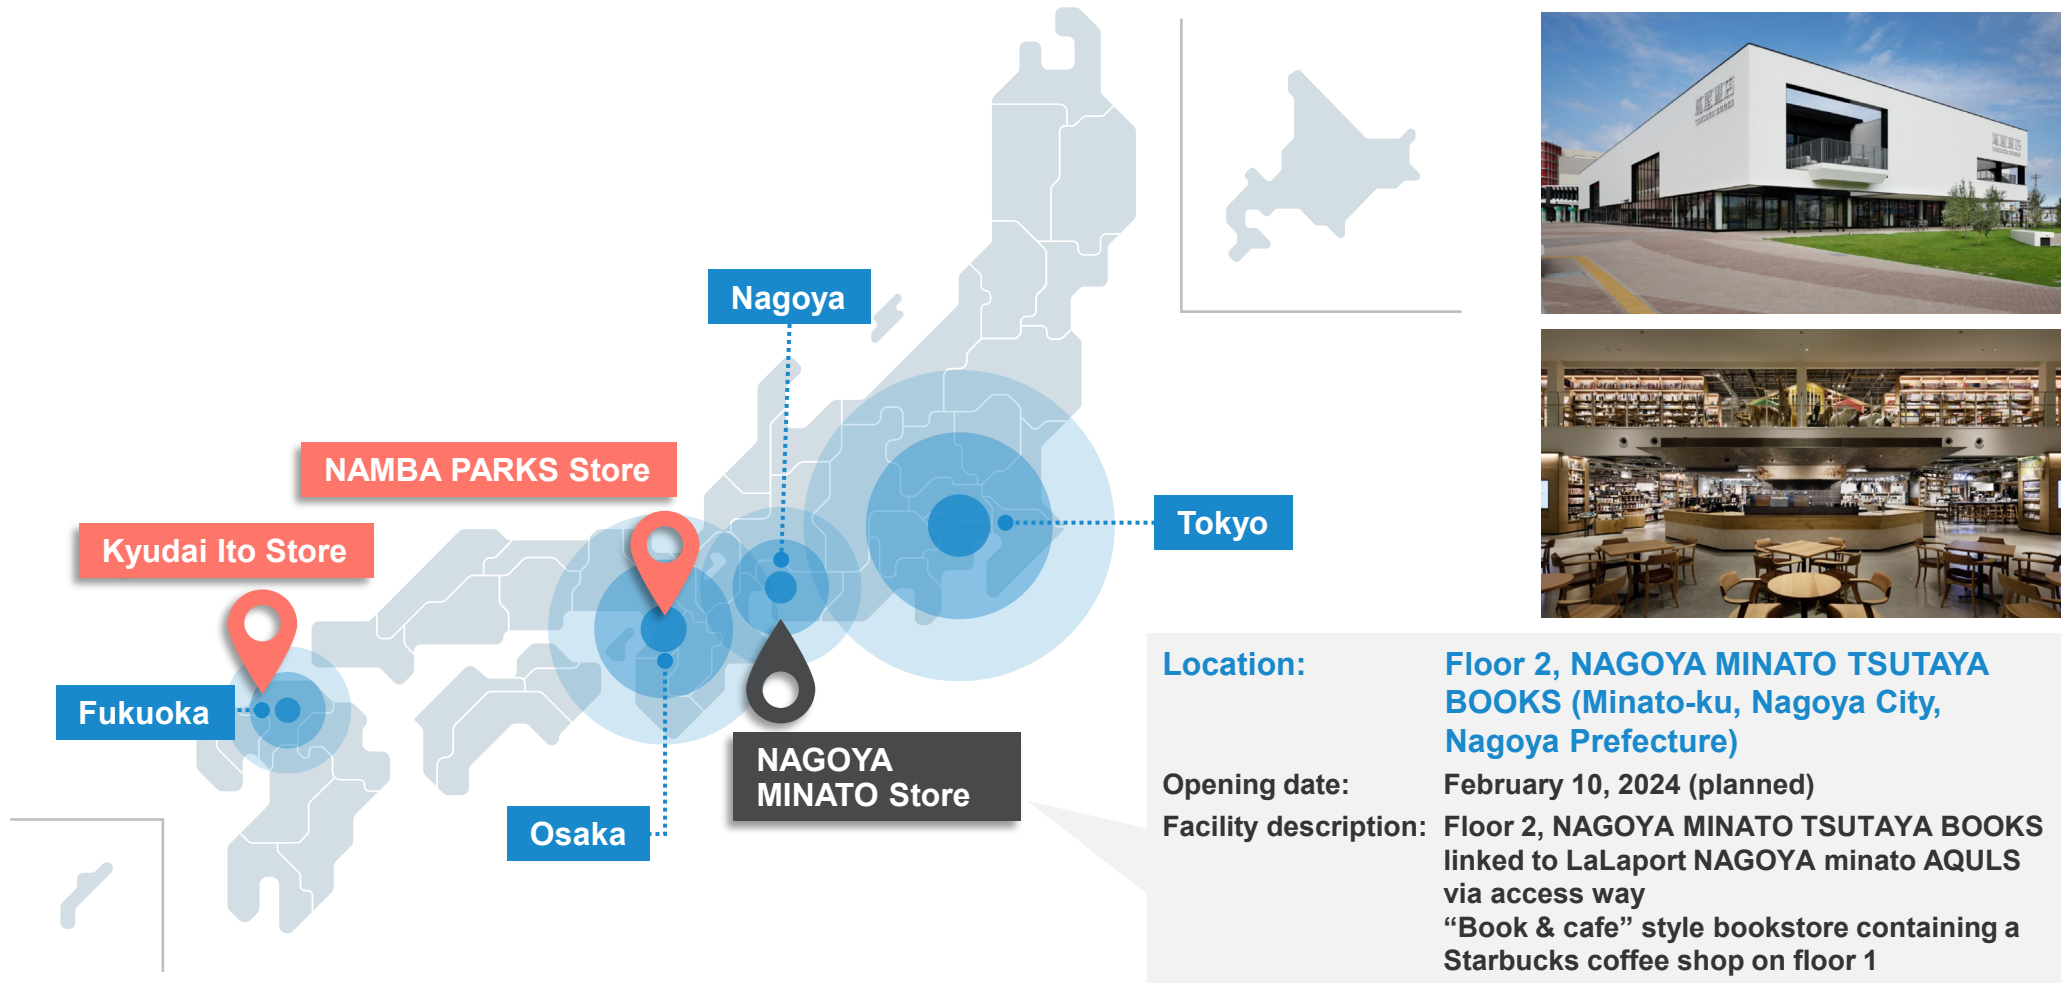 Nagoya
NAMBA PARKS Store
Kyudai Ito Store
Tokyo
Fukuoka
NAGOYA
MINATO Store
Osaka
Location:
Floor 2, NAGOYA MINATO TSUTAYA
BOOKS (Minato-ku, Nagoya City,
Nagoya Prefecture)
Opening date:
February 10, 2024 (planned)
Facility description:
Floor 2, NAGOYA MINATO TSUTAYA BOOKS
linked to LaLaport NAGOYA minato AQULS
via access way
“Book & cafe” style bookstore containing a
Starbucks coffee shop on floor 1